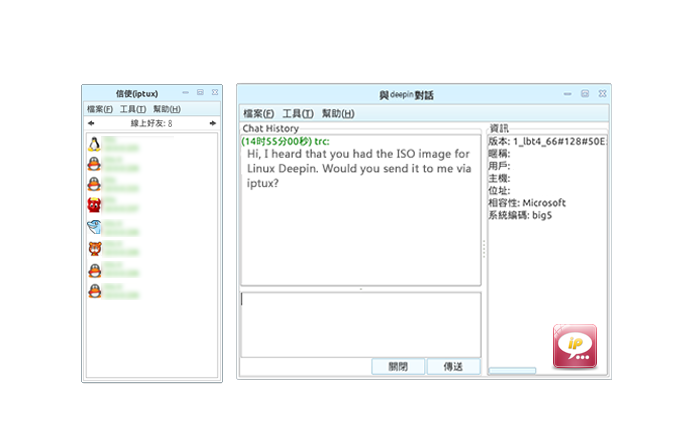 信使(iptux)
檔案(F) 工具(T) 幫助(H)
線上好友: 8
與 deepin 對話
檔案(F) 工具(T) 幫助(H)
Chat History
(14时55分00秒) trc:
Hi, I heard that you had the ISO image for
Linux Deepin. Would you send it to me via
iptux?
關閉 傳送
資訊
版本: 1_lbt4_66#128#50E
暱稱:
用戶:
主機:
位址:
相容性: Microsoft
系統編碼: big5
ip